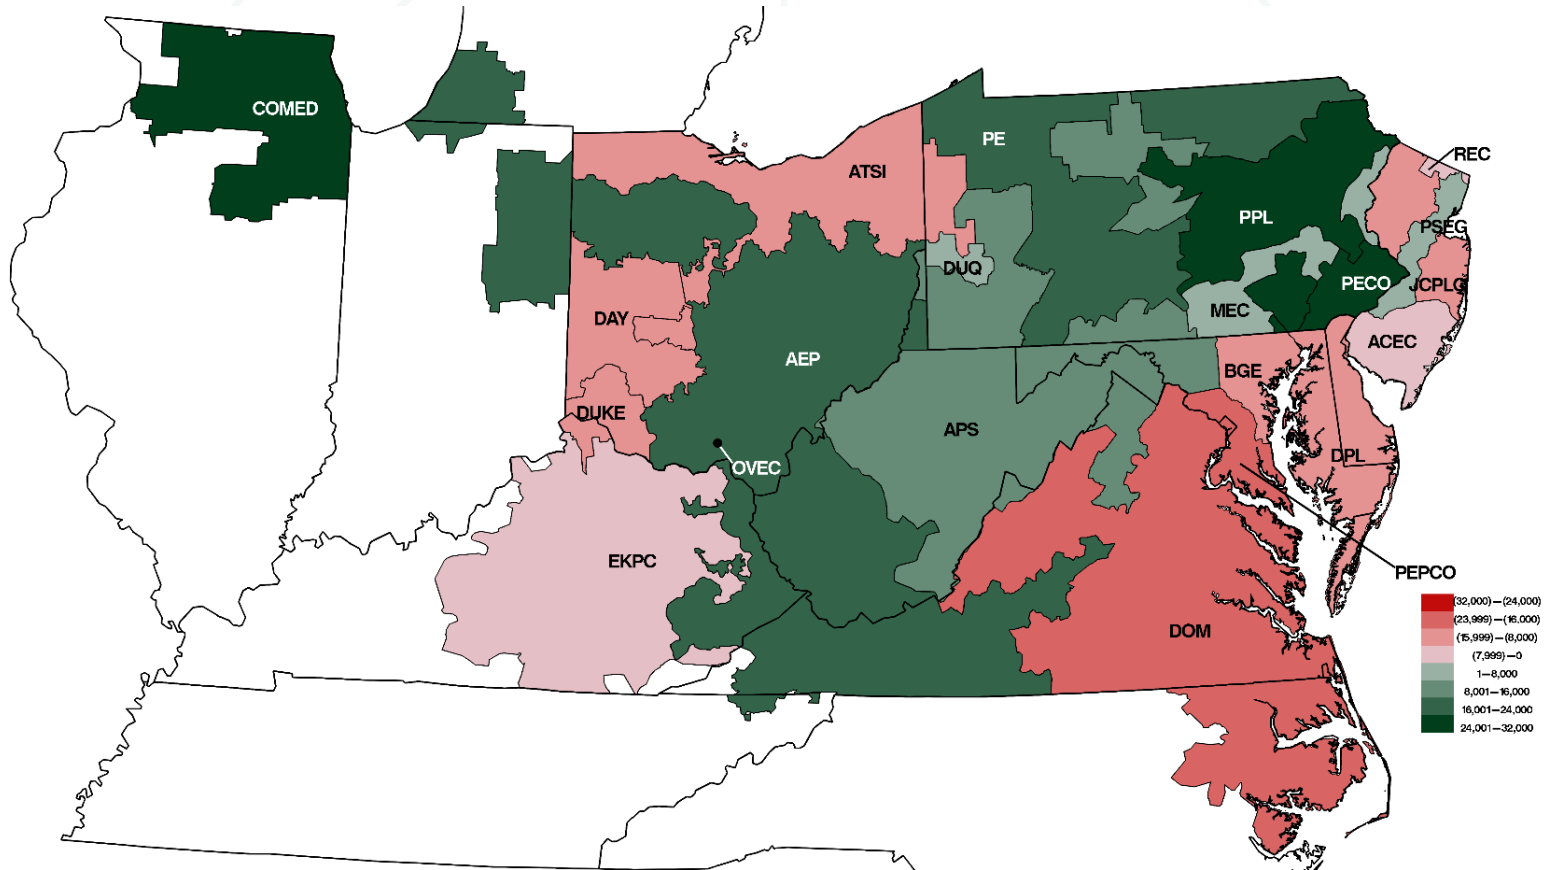 COMED
PE
REC
ATSI
PPL
PSEG
DUQ
PECO
JCPLC
MEC
DAY
ACEC
AEP
BGE
DUKE
APS
DPL
OVEC
EKPC
PEPCO
DOM
(32,000)—(24,000)
(23,999)—(16,000)
(15,999)—(8,000)
(7,999)—0
1—8,000
8,001—16,000
16,001—24,000
24,001—32,000